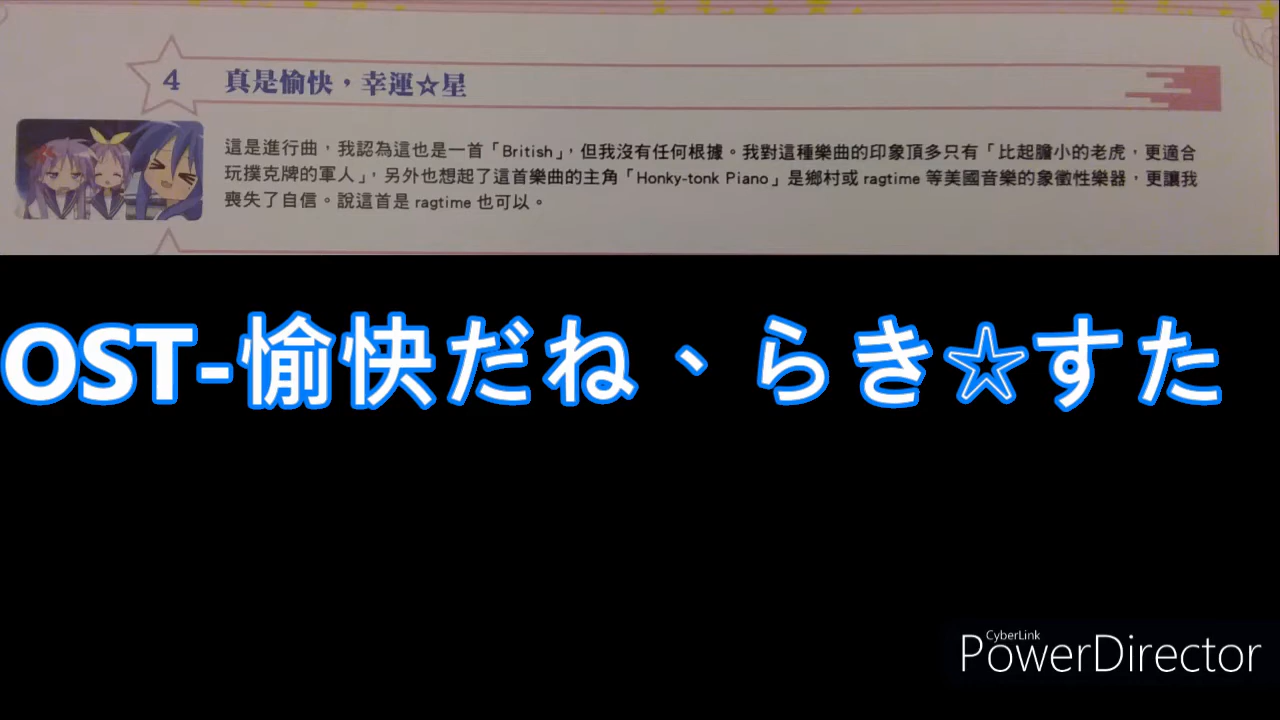 4
真是愉快，幸運☆星
這是進行曲，我認為這也是一首「British」，但我沒有任何根據。我對這種樂曲的印象頂多只有「比起膽小的老虎，更適合
玩撲克牌的軍人」，另外也想起了這首樂曲的主角「Honky-tonk Piano」是鄉村或 ragtime 等美國音樂的象徵性樂器，更讓我
喪失了自信。說這首是 ragtime 也可以。
OST-愉快だね、らき☆すた
CyberLink
PowerDirector